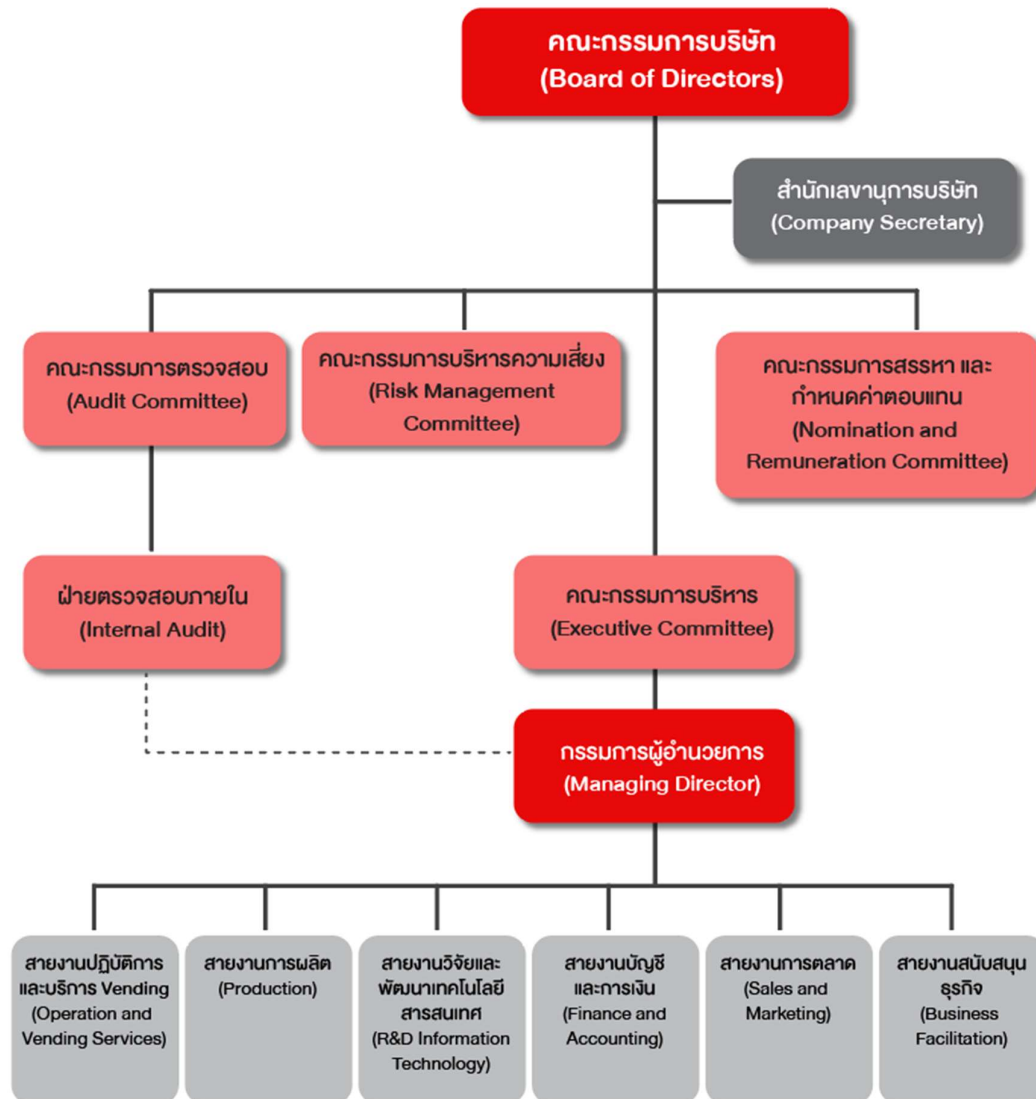 คณะกรรมการบริษัท
(Board of Directors)
สำนักเลขานุการบริษัท
(Company Secretary)
คณะกรรมการตรวจสอบ
(Audit Committee)
คณะกรรมการบริหารความเสี่ยง
(Risk Management
Committee)
คณะกรรมการสรรหา และ
กำหนดค่าตอบแทน
(Nomination and
Remuneration Committee)
ฝ่ายตรวจสอบภายใน
(Internal Audit)
คณะกรรมการบริหาร
(Executive Committee)
กรรมการผู้อำนวยการ
(Managing Director)
สายงานปฏิบัติการ
และบริการ Vending
(Operation and
Vending Services)
สายงานการผลิต
(Production)
สายงานวิจัยและ
พัฒนาเทคโนโลยี
สารสนเทศ
(R&D Information
Technology)
สายงานบัญชี
และการเงิน
(Finance and
Accounting)
สายงานการตลาด
(Sales and
Marketing)
สายงานสนับสนุน
ธุรกิจ
(Business
Facilitation)